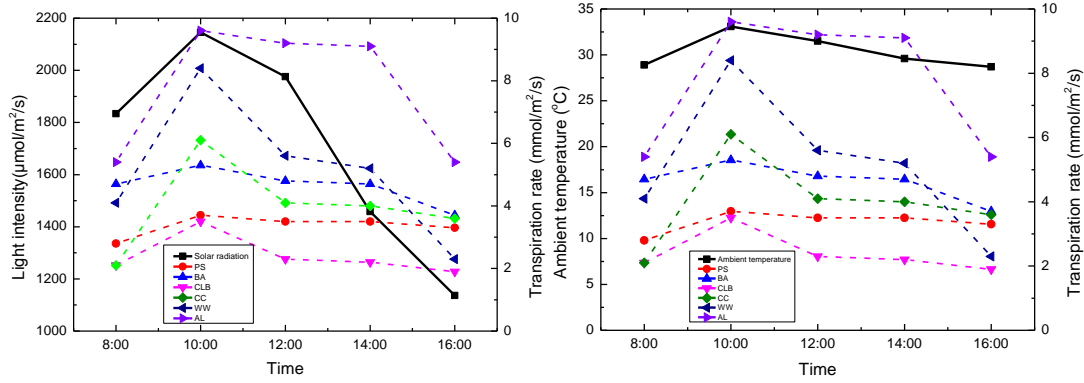 2200
2000
1800
1600
1400
1200
1000
Light intensity(μmol/m²/s)
10
8
6
4
2
0
Transpiration rate (mmol/m²/s)
Solar radiation
PS
BA
CLB
CC
WW
AL
8:00 10:00 12:00 14:00 16:00
Time
35
30
25
20
15
10
5
0
Ambient temperature (°C)
10
8
6
4
2
0
Transpiration rate (mmol/m²/s)
Ambient temperature
PS
BA
CLB
CC
WW
AL
8:00 10:00 12:00 14:00 16:00
Time